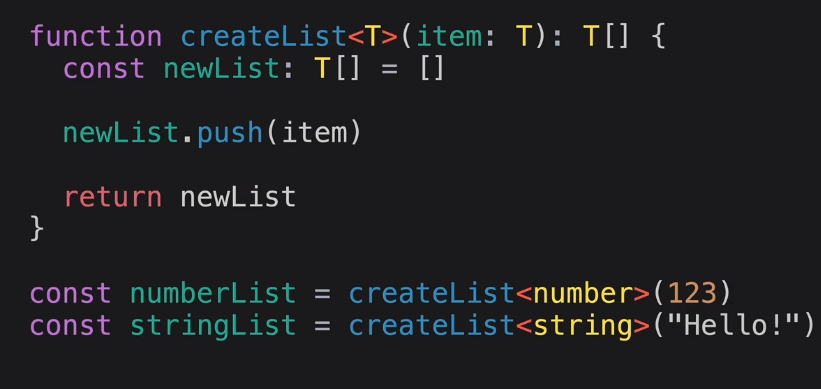 function createList<T>(item: T): T[] {
  const newList: T[] = []

  newList.push(item)

  return newList
}

const numberList = createList<number>(123)
const stringList = createList<string>("Hello!")